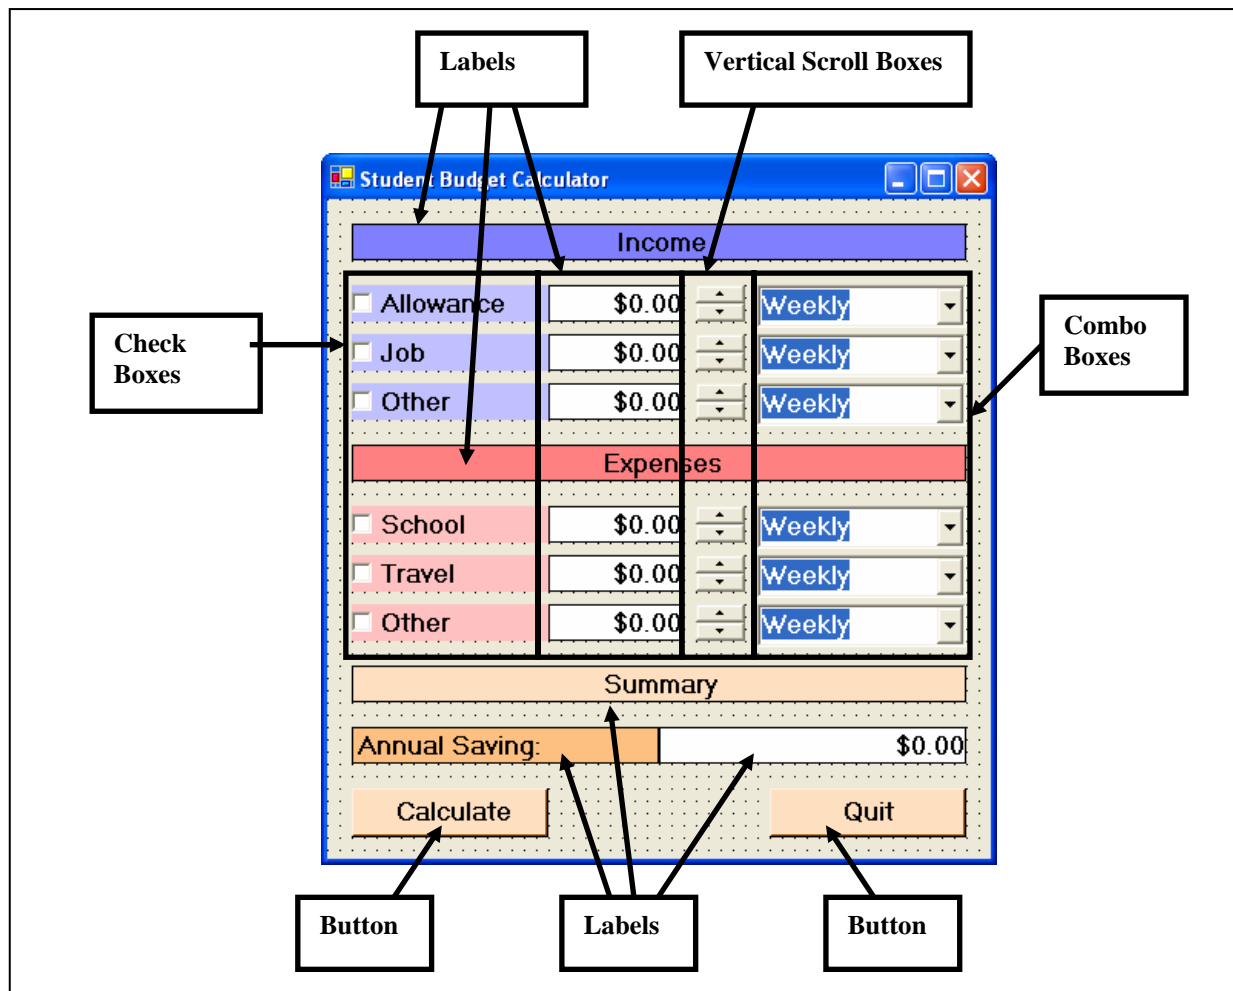 Labels
Vertical Scroll Boxes
Student Budget Calculator
Income
Allowance $0.00 Weekly
Job $0.00 Weekly
Other $0.00 Weekly
Check
Boxes
Combo
Boxes
Expenses
School $0.00 Weekly
Travel $0.00 Weekly
Other $0.00 Weekly
Summary
Annual Saving: $0.00
Calculate Quit
Button Labels Button